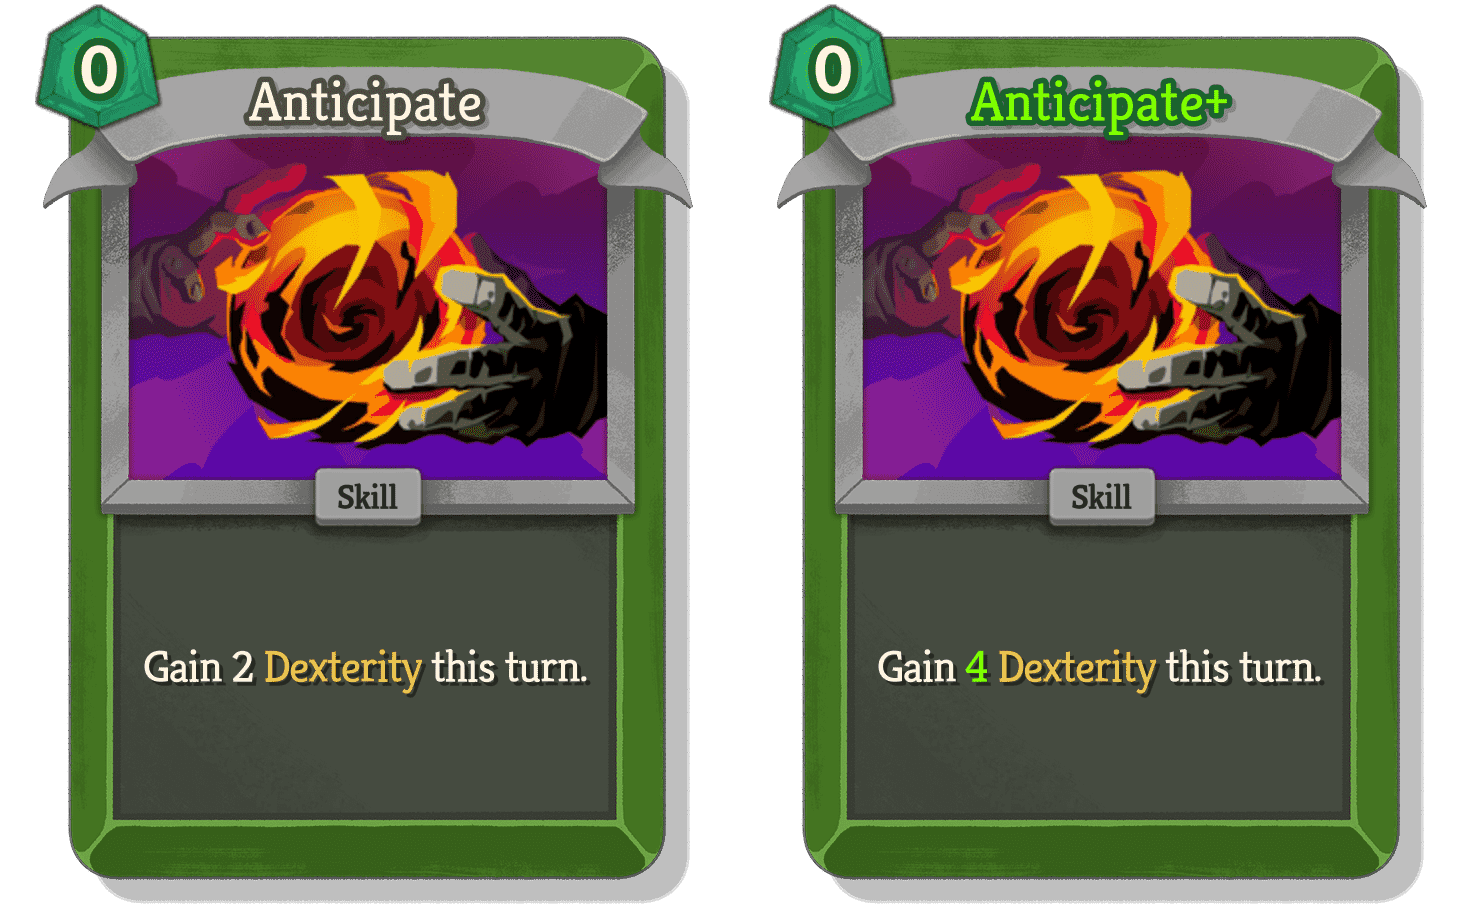 0
Anticipate
Skill
Gain 2 Dexterity this turn.
0
Anticipate+
Skill
Gain 4 Dexterity this turn.